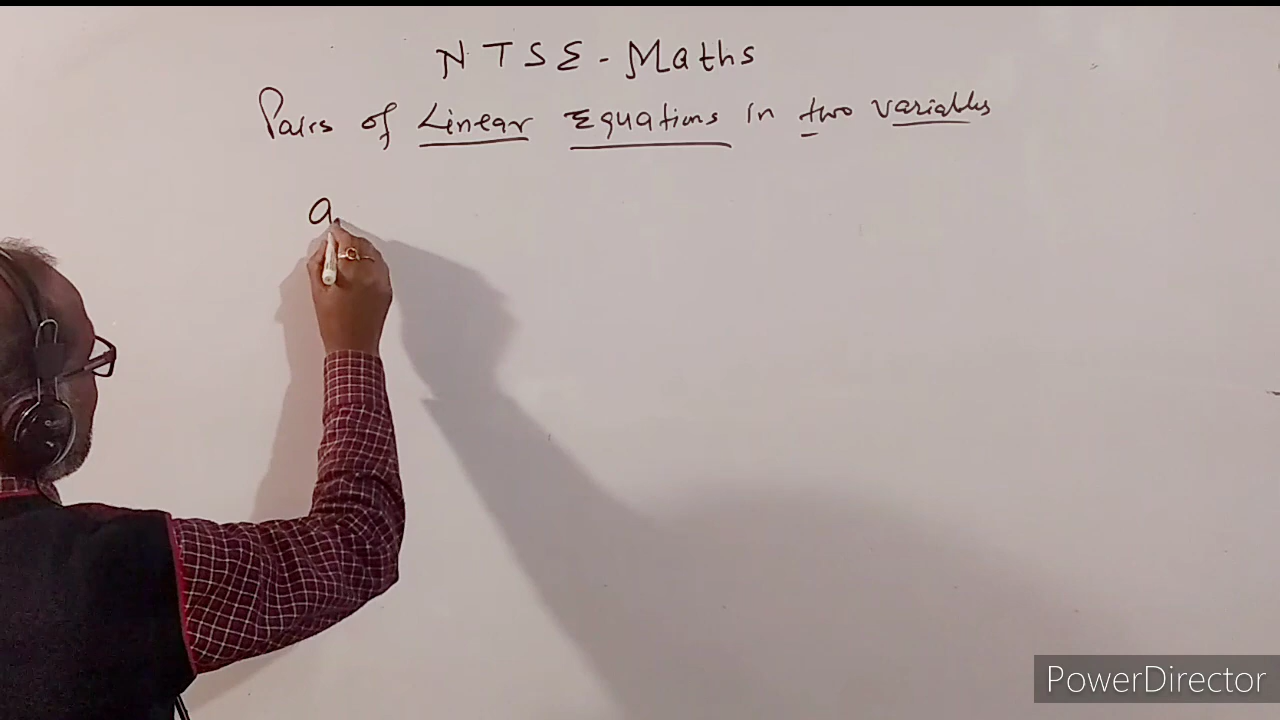 NTSE - Maths
Pairs of Linear Equations in two variables
a
PowerDirector